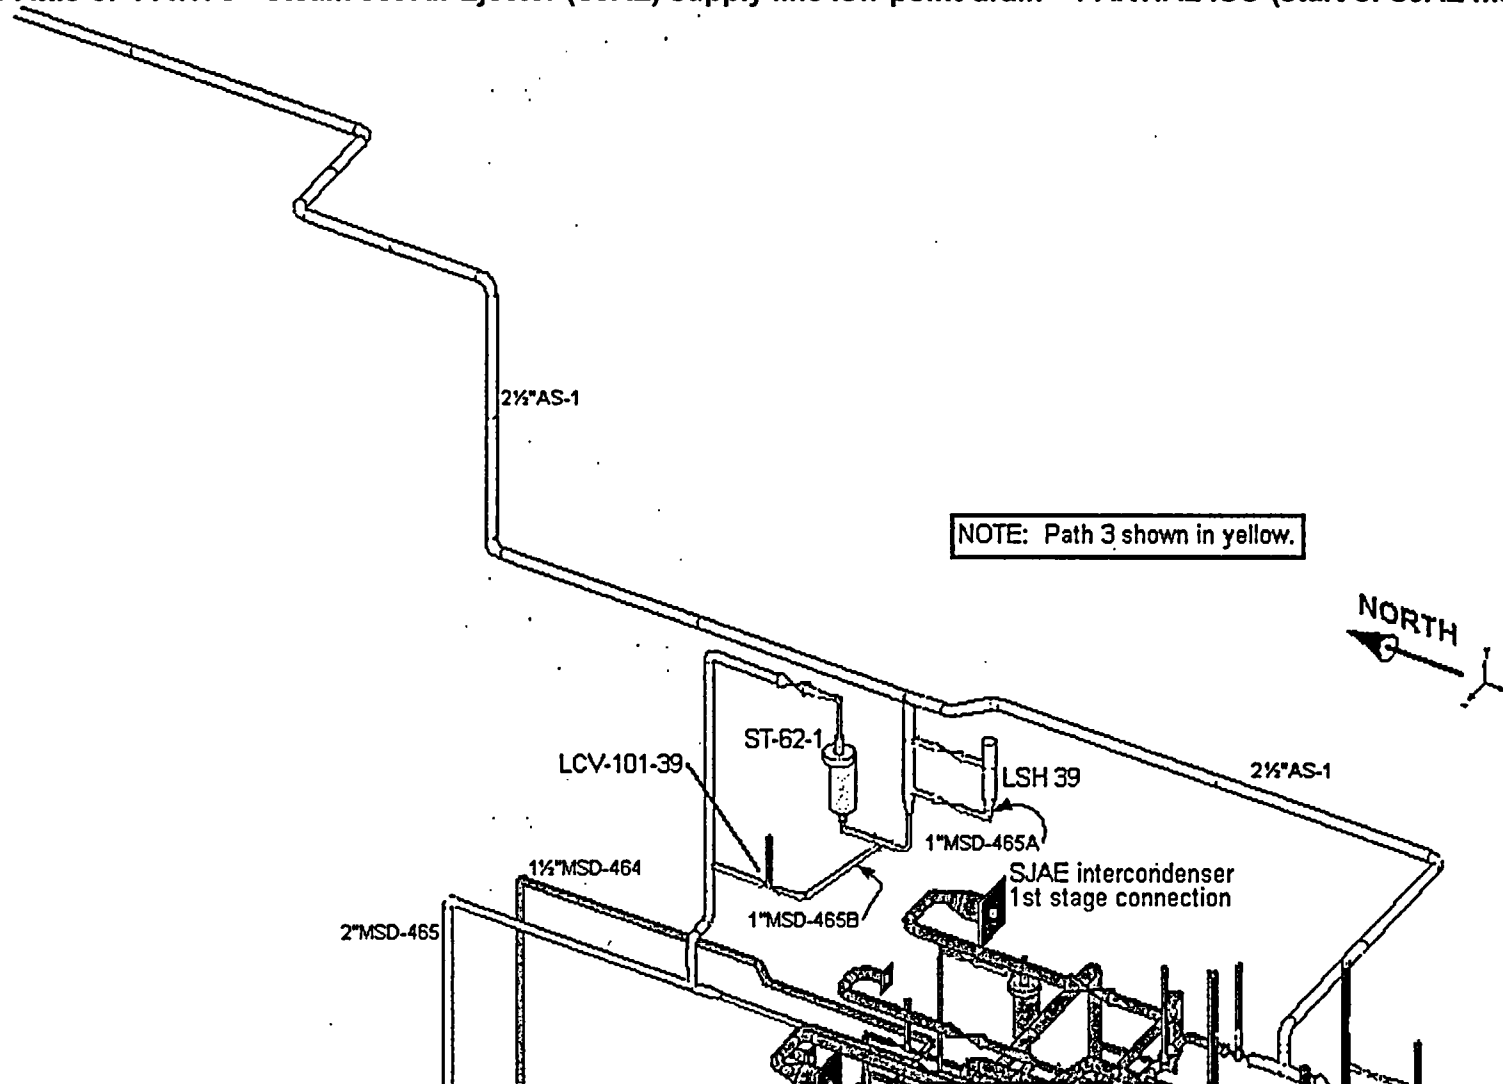 2½"AS-1
NOTE: Path 3 shown in yellow.
NORTH
Y
ST-62-1
LCV-101-39
LSH 39
2½"AS-1
1"MSD-465A
1½"MSD-464
SJAE intercondenser
1st stage connection
1"MSD-465B
2"MSD-465